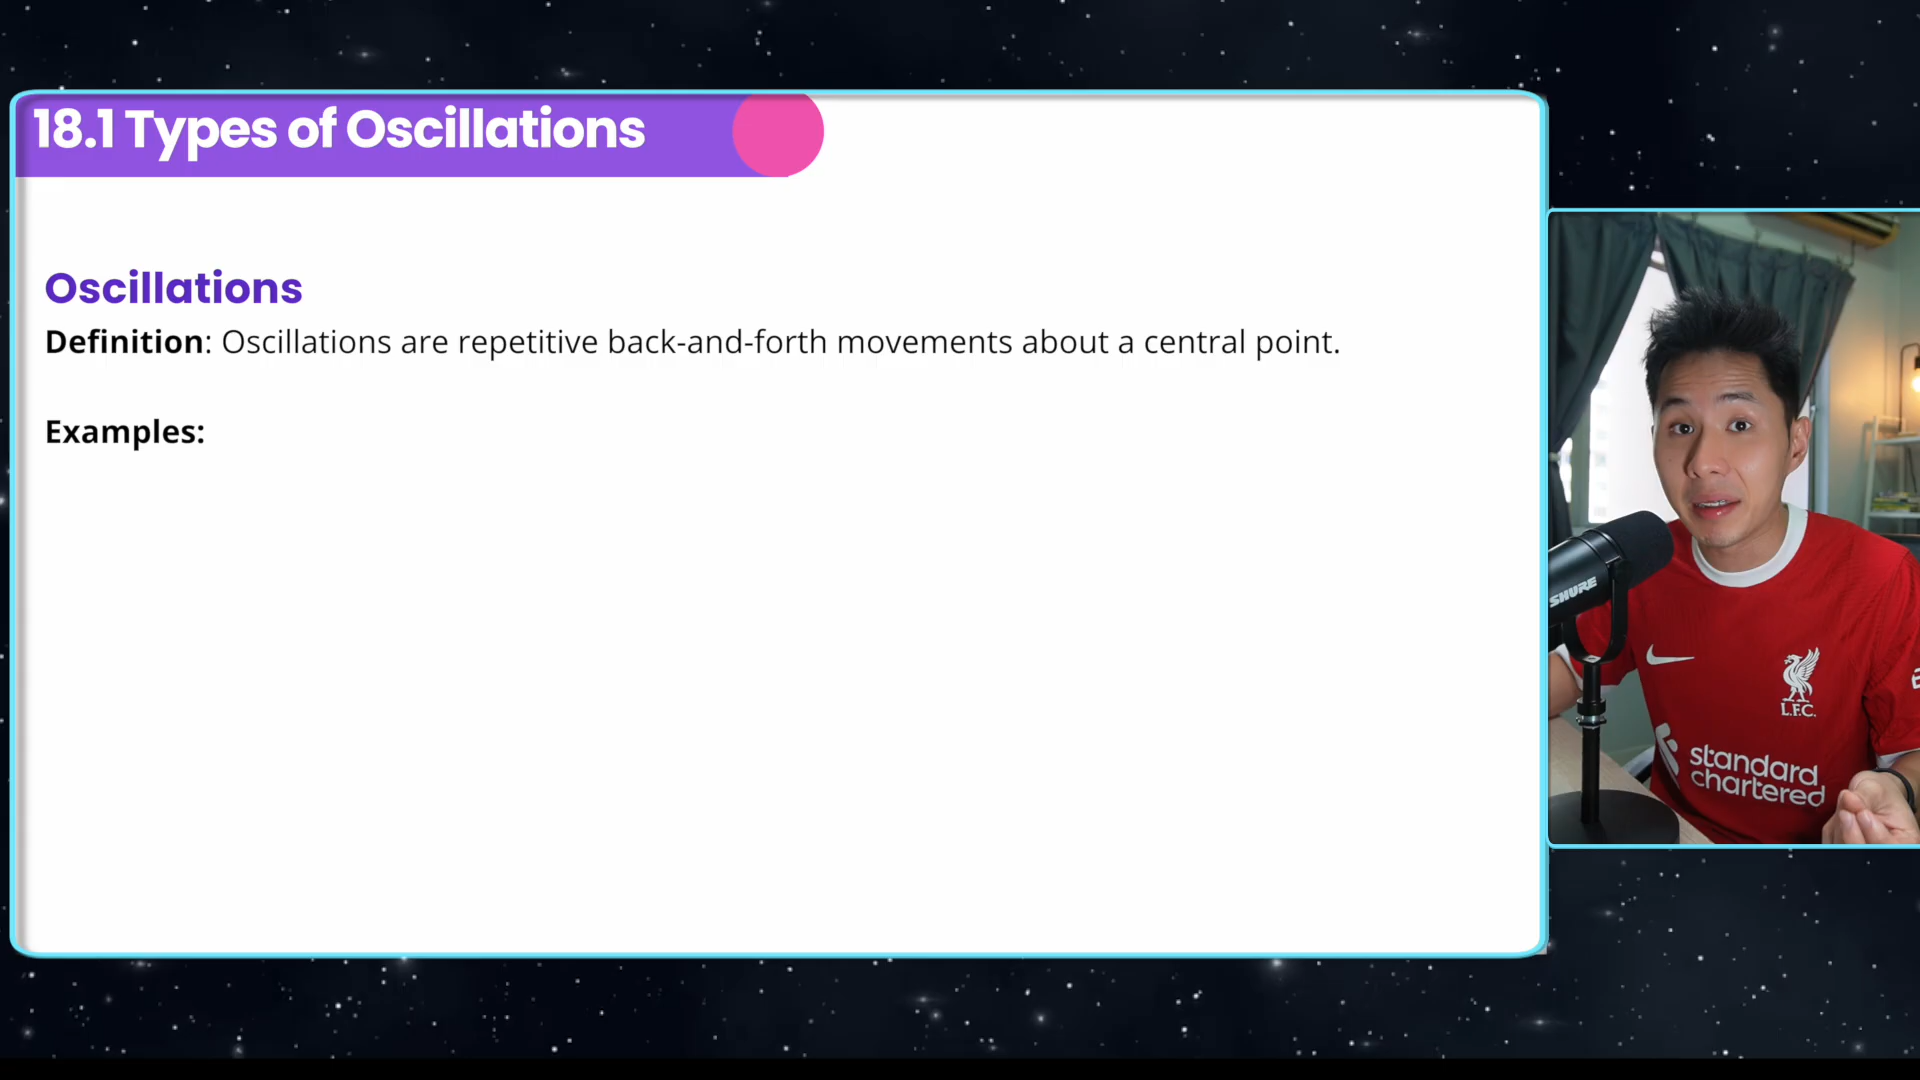 18.1 Types of Oscillations
Oscillations
Definition: Oscillations are repetitive back-and-forth movements about a central point.
Examples:
SHURE
L.F.C.
standard
chartered